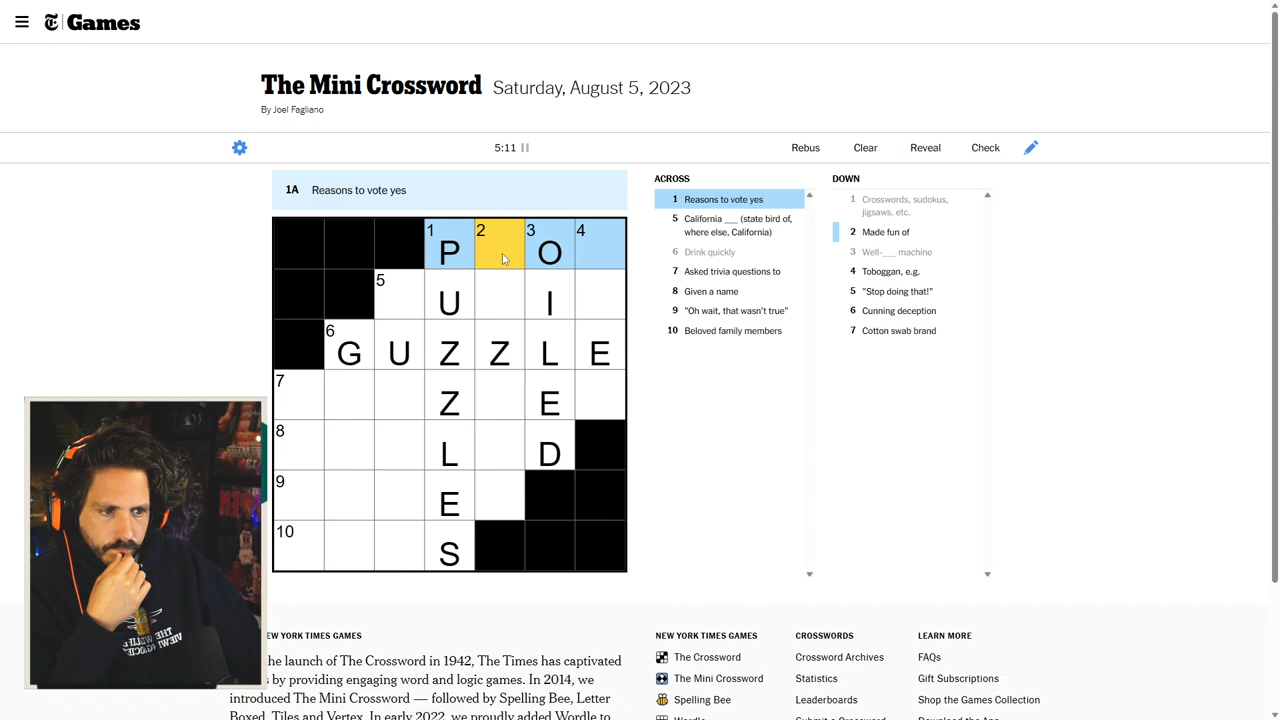 Games
The Mini Crossword Saturday, August 5, 2023
By Joel Fagliano
5:11
Rebus Clear Reveal Check
1A Reasons to vote yes
1 P 2 3 O 4
5 U I
6 G U Z Z L E
7 Z E
8 L D
9 E
10 S
ACROSS
1 Reasons to vote yes
5 California ___ (state bird of,
where else, California)
6 Drink quickly
7 Asked trivia questions to
8 Given a name
9 "Oh wait, that wasn't true"
10 Beloved family members
DOWN
1 Crosswords, sudokus,
jigsaws, etc.
2 Made fun of
3 Well-___ machine
4 Toboggan, e.g.
5 "Stop doing that!"
6 Cunning deception
7 Cotton swab brand
EW YORK TIMES GAMES
he launch of The Crossword in 1942, The Times has captivated
s by providing engaging word and logic games. In 2014, we
introduced The Mini Crossword — followed by Spelling Bee, Letter
Boxed, Tiles and Vertex. In early 2022, we proudly added Wordle to
NEW YORK TIMES GAMES
The Crossword
The Mini Crossword
Spelling Bee
Wordle
CROSSWORDS
Crossword Archives
Statistics
Leaderboards
Submit a Crossword
LEARN MORE
FAQs
Gift Subscriptions
Shop the Games Collection
Download the App